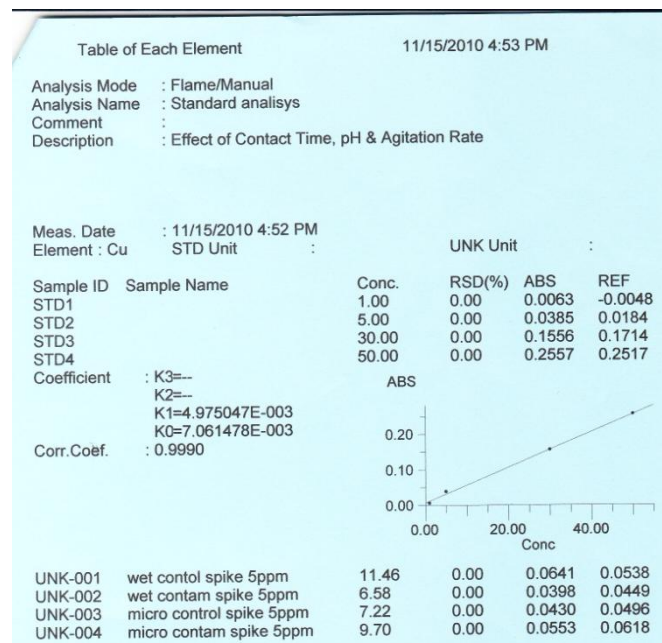 Table of Each Element 11/15/2010 4:53 PM
Analysis Mode : Flame/Manual
Analysis Name : Standard analisys
Comment :
Description : Effect of Contact Time, pH & Agitation Rate
Meas. Date : 11/15/2010 4:52 PM
Element : Cu STD Unit : UNK Unit :
Sample ID Sample Name Conc. RSD(%) ABS REF
STD1 1.00 0.00 0.0063 -0.0048
STD2 5.00 0.00 0.0385 0.0184
STD3 30.00 0.00 0.1556 0.1714
STD4 50.00 0.00 0.2557 0.2517
Coefficient : K3=--
K2=--
K1=4.975047E-003
K0=7.061478E-003
Corr.Coef. : 0.9990
ABS
0.20
0.10
0.00
0.00 20.00 40.00
Conc
UNK-001 wet contol spike 5ppm 11.46 0.00 0.0641 0.0538
UNK-002 wet contam spike 5ppm 6.58 0.00 0.0398 0.0449
UNK-003 micro control spike 5ppm 7.22 0.00 0.0430 0.0496
UNK-004 micro contam spike 5ppm 9.70 0.00 0.0553 0.0618